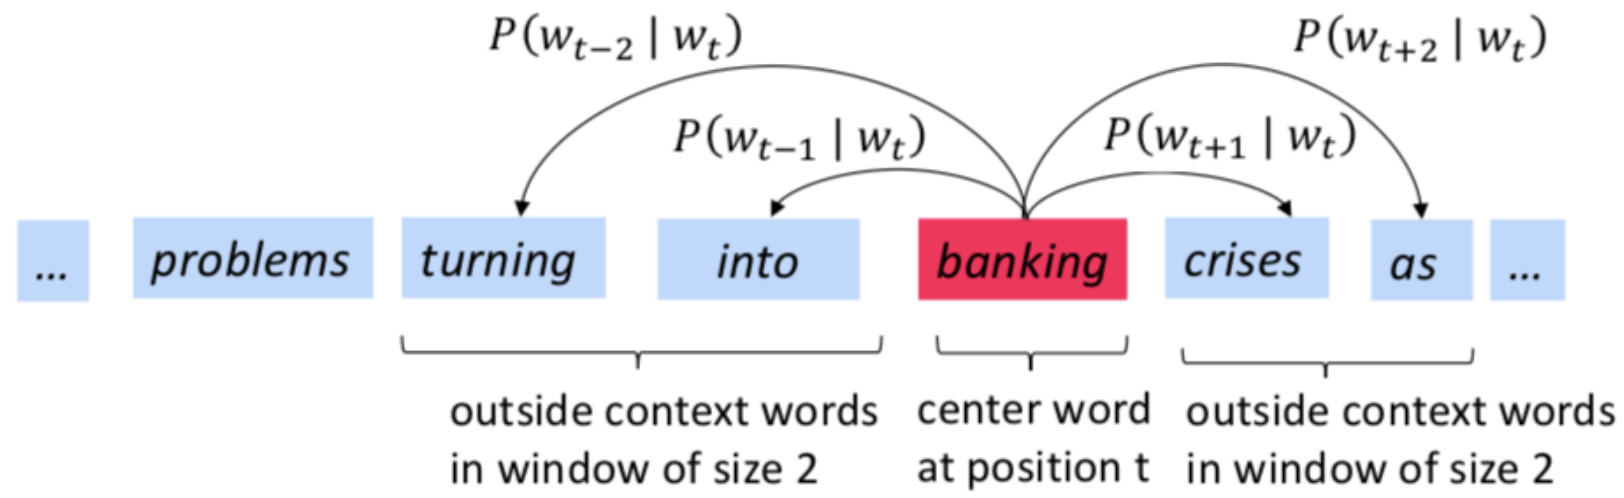 P(w_{t−2} | w_t)
P(w_{t+2} | w_t)
P(w_{t−1} | w_t)
P(w_{t+1} | w_t)
... problems turning into banking crises as ...
outside context words
in window of size 2
center word
at position t
outside context words
in window of size 2